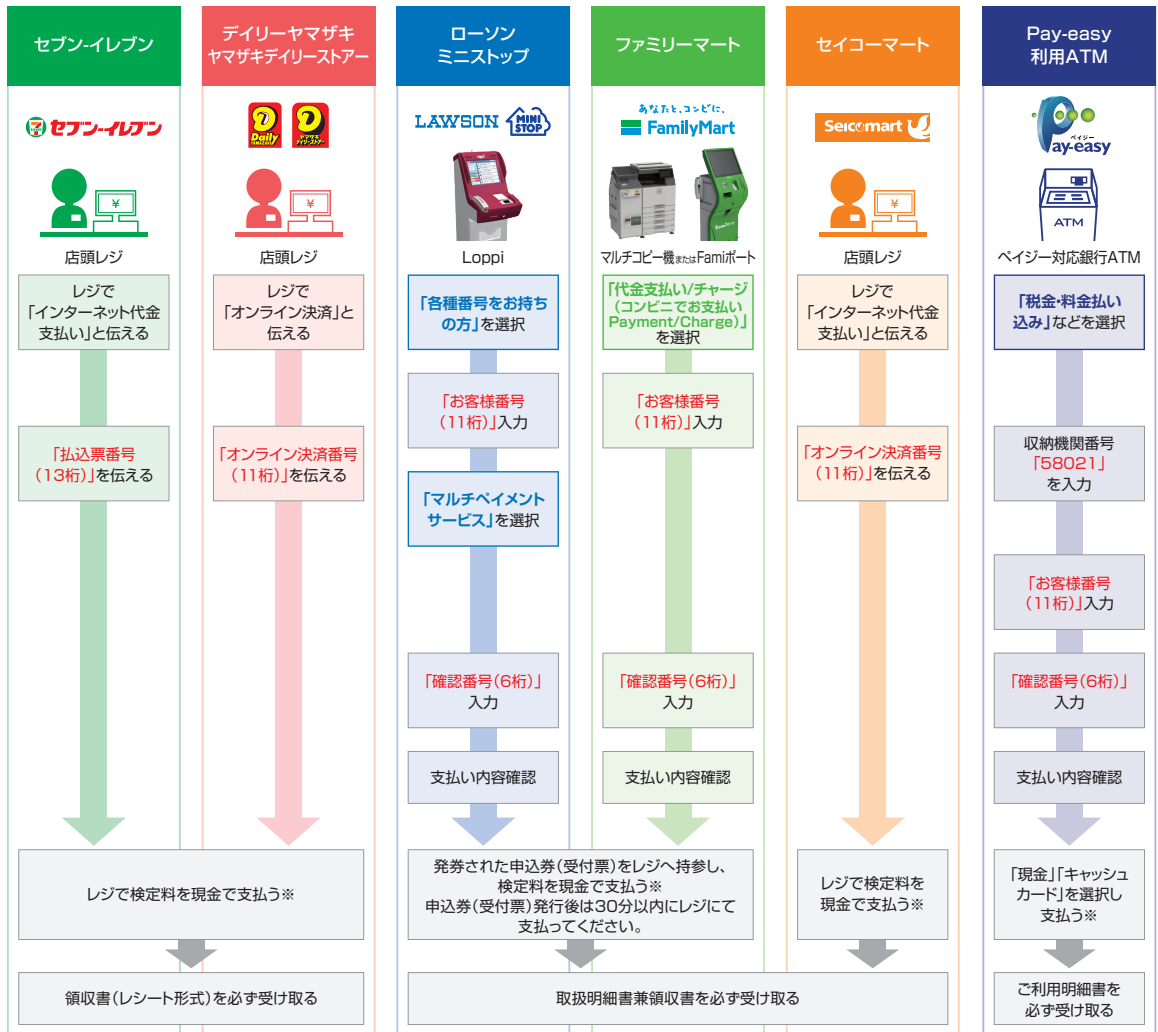 セブン-イレブン
デイリーヤマザキ
ヤマザキデイリーストアー
ローソン
ミニストップ
ファミリーマート
セイコーマート
Pay-easy
利用ATM
セブン-イレブン
Daily
YAMAZAKI
ヤマザキ
デイリーストアー
LAWSON
MINI
STOP
あなたと、コンビに、
FamilyMart
Seicomart
ペイジー
Pay-easy
¥
¥
¥
ATM
店頭レジ
店頭レジ
Loppi
マルチコピー機またはFamiポート
店頭レジ
ペイジー対応銀行ATM
レジで
「インターネット代金
支払い」と伝える
「払込票番号
(13桁)」を伝える
レジで
「オンライン決済」と
伝える
「オンライン決済番号
(11桁)」を伝える
「各種番号をお持ち
の方」を選択
「お客様番号
(11桁)」入力
「マルチペイメント
サービス」を選択
「確認番号(6桁)」
入力
支払い内容確認
「代金支払い/チャージ
(コンビニでお支払い
Payment/Charge)」
を選択
「お客様番号
(11桁)」入力
「確認番号(6桁)」
入力
支払い内容確認
レジで
「インターネット代金
支払い」と伝える
「オンライン決済番号
(11桁)」を伝える
「税金・料金払い
込み」などを選択
収納機関番号
「58021」
を入力
「お客様番号
(11桁)」入力
「確認番号(6桁)」
入力
支払い内容確認
レジで検定料を現金で支払う※
発券された申込券(受付票)をレジへ持参し、
検定料を現金で支払う※
申込券(受付票)発行後は30分以内にレジにて
支払ってください。
レジで検定料を
現金で支払う※
「現金」「キャッシュ
カード」を選択し
支払う※
領収書(レシート形式)を必ず受け取る
取扱明細書兼領収書を必ず受け取る
ご利用明細書を
必ず受け取る